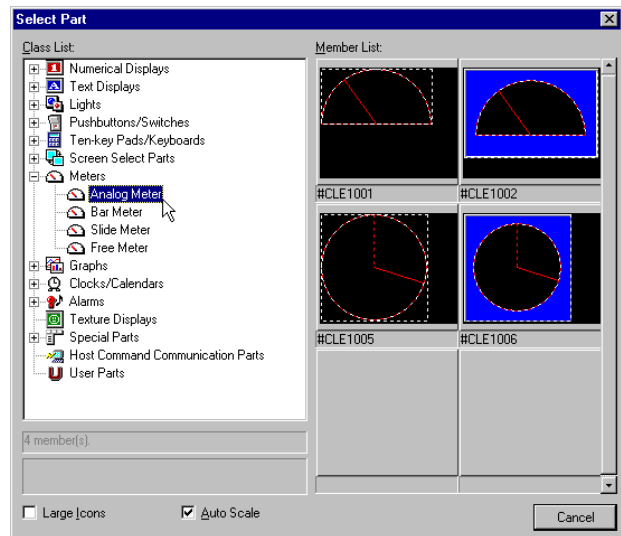 Select Part
Class List:
Numerical Displays
Text Displays
Lights
Pushbuttons/Switches
Ten-key Pads/Keyboards
Screen Select Parts
Meters
Analog Meter
Bar Meter
Slide Meter
Free Meter
Graphs
Clocks/Calendars
Alarms
Texture Displays
Special Parts
Host Command Communication Parts
User Parts
4 member(s).
Large Icons
Auto Scale
Member List:
#CLE1001
#CLE1002
#CLE1005
#CLE1006
Cancel